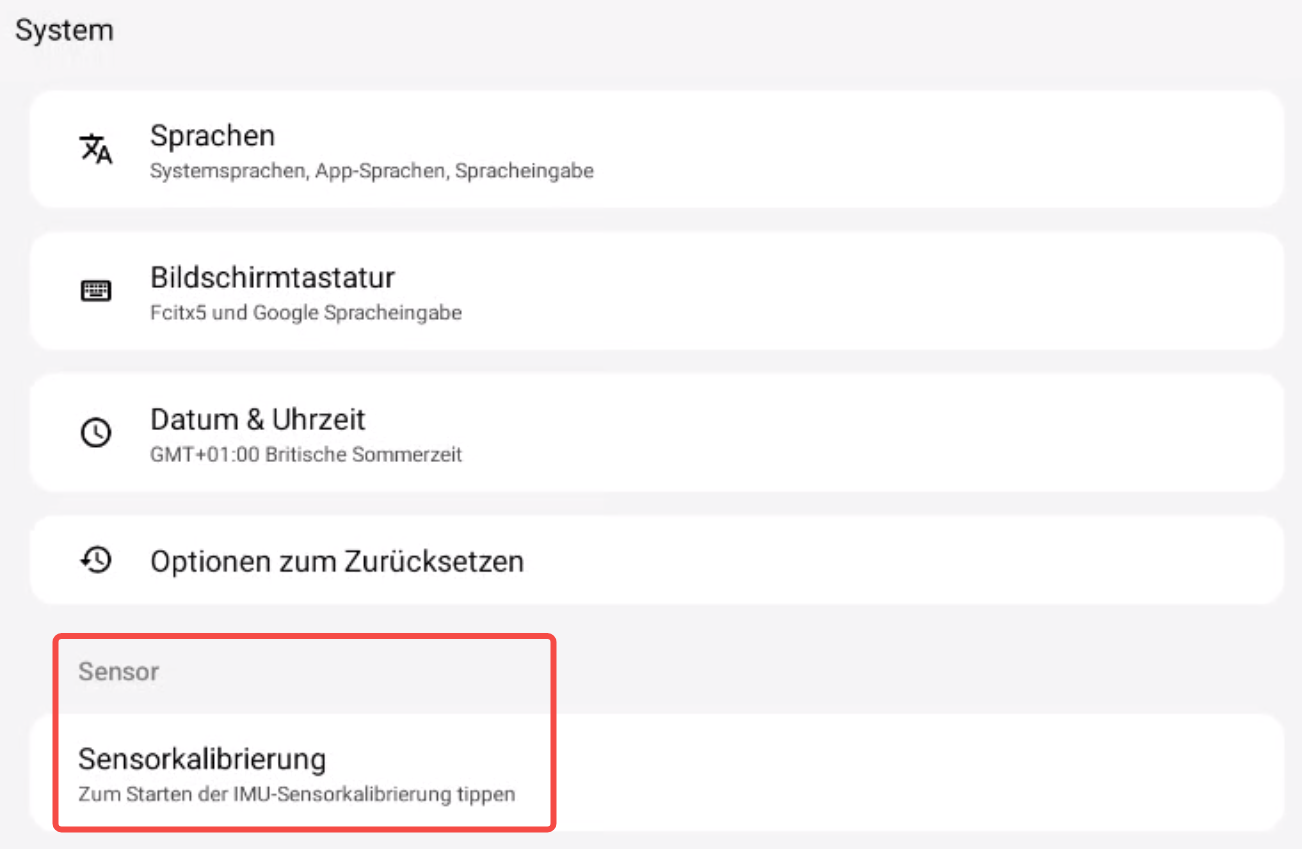 System
Sprachen
Systemsprachen, App-Sprachen, Spracheingabe
Bildschirmtastatur
Fcitx5 und Google Spracheingabe
Datum & Uhrzeit
GMT+01:00 Britische Sommerzeit
Optionen zum Zurücksetzen
Sensor
Sensorkalibrierung
Zum Starten der IMU-Sensorkalibrierung tippen